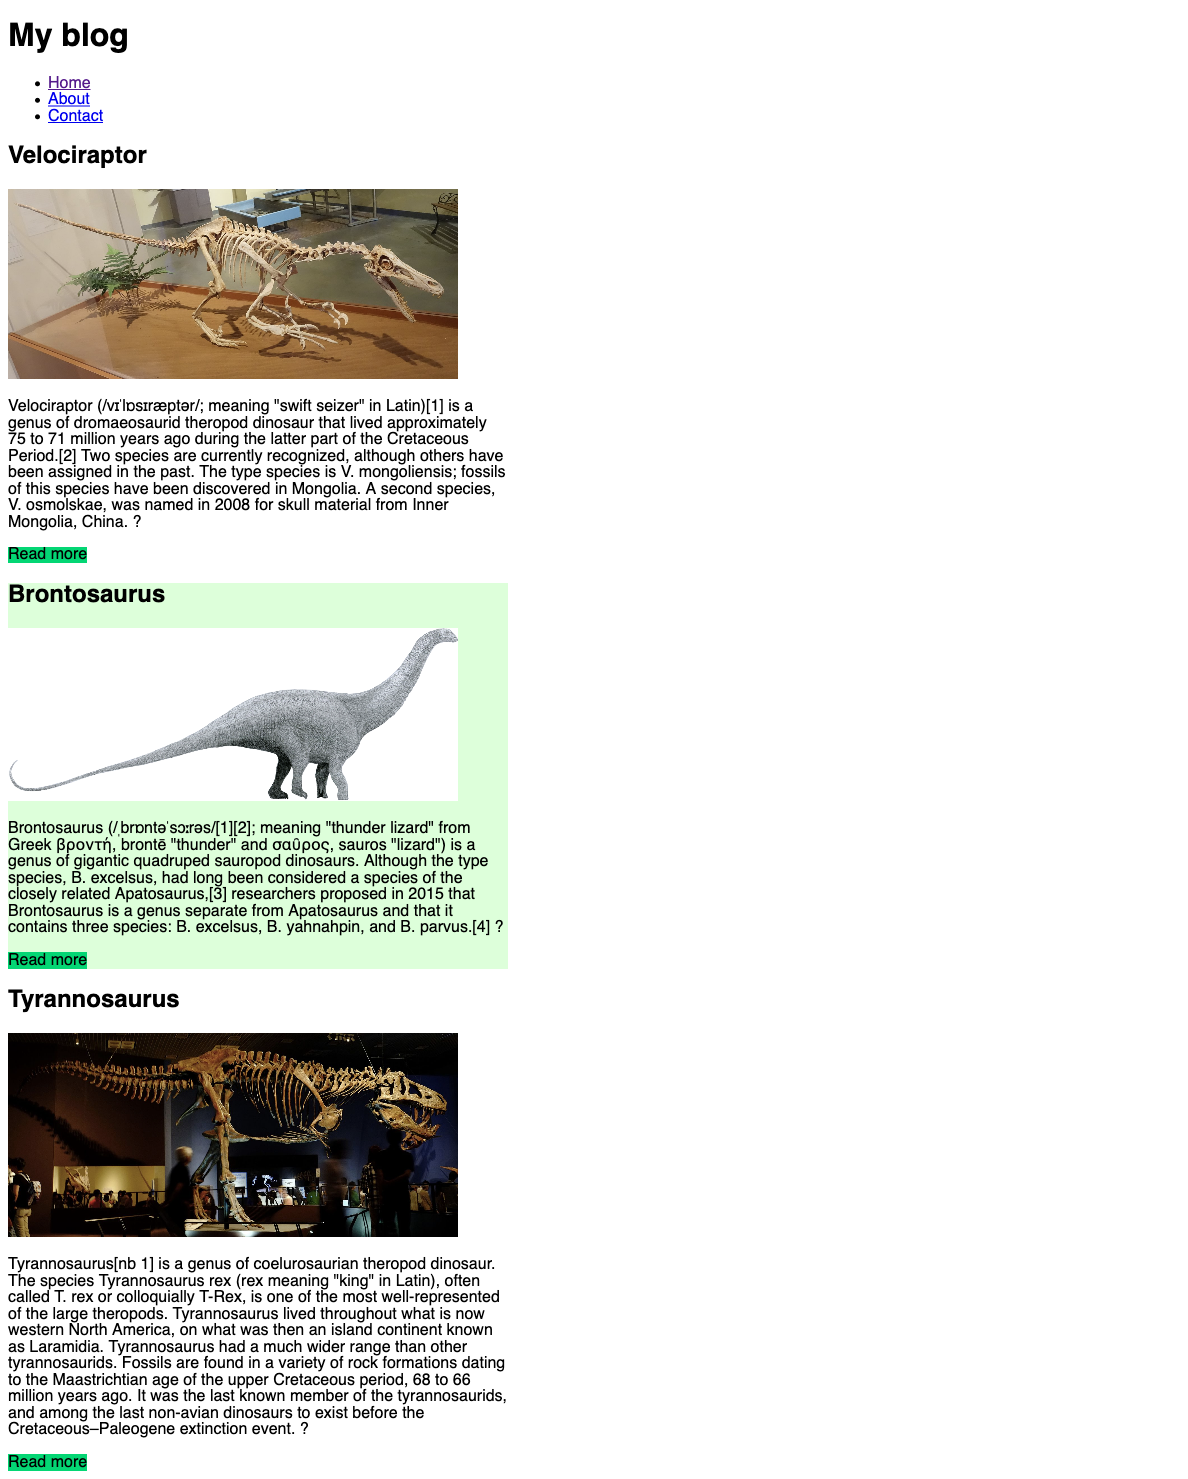 My blog
Home
About
Contact
Velociraptor
Velociraptor (/vɪˈlɒsɪræptər/; meaning "swift seizer" in Latin)[1] is a
genus of dromaeosaurid theropod dinosaur that lived approximately
75 to 71 million years ago during the latter part of the Cretaceous
Period.[2] Two species are currently recognized, although others have
been assigned in the past. The type species is V. mongoliensis; fossils
of this species have been discovered in Mongolia. A second species,
V. osmolskae, was named in 2008 for skull material from Inner
Mongolia, China. ?
Read more
Brontosaurus
Brontosaurus (/ˌbrɒntəˈsɔːrəs/[1][2]; meaning "thunder lizard" from
Greek βροντή, brontē "thunder" and σαῦρος, sauros "lizard") is a
genus of gigantic quadruped sauropod dinosaurs. Although the type
species, B. excelsus, had long been considered a species of the
closely related Apatosaurus,[3] researchers proposed in 2015 that
Brontosaurus is a genus separate from Apatosaurus and that it
contains three species: B. excelsus, B. yahnahpin, and B. parvus.[4] ?
Read more
Tyrannosaurus
Tyrannosaurus[nb 1] is a genus of coelurosaurian theropod dinosaur.
The species Tyrannosaurus rex (rex meaning "king" in Latin), often
called T. rex or colloquially T-Rex, is one of the most well-represented
of the large theropods. Tyrannosaurus lived throughout what is now
western North America, on what was then an island continent known
as Laramidia. Tyrannosaurus had a much wider range than other
tyrannosaurids. Fossils are found in a variety of rock formations dating
to the Maastrichtian age of the upper Cretaceous period, 68 to 66
million years ago. It was the last known member of the tyrannosaurids,
and among the last non-avian dinosaurs to exist before the
Cretaceous–Paleogene extinction event. ?
Read more